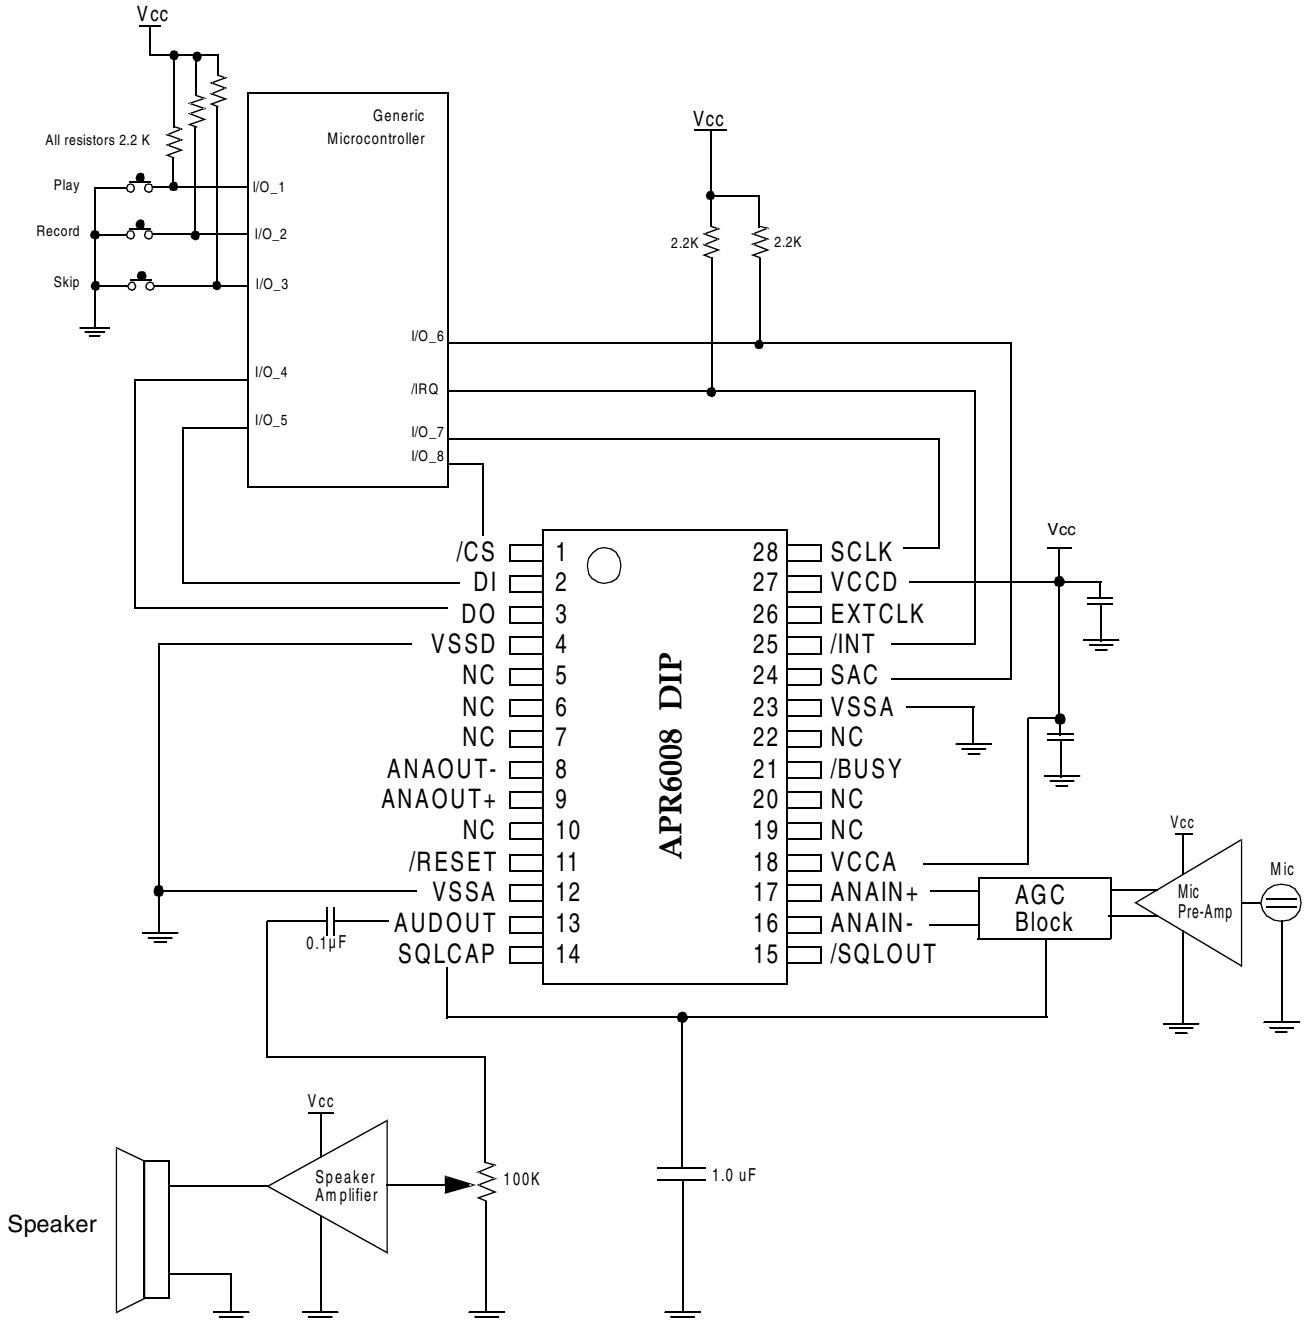 Vcc
Generic
Microcontroller
All resistors 2.2 K
Play
I/O_1
Record
I/O_2
Skip
I/O_3
I/O_6
I/O_4
/IRQ
I/O_5
I/O_7
I/O_8
Vcc
2.2K
2.2K
Vcc
/CS 1
DI 2
DO 3
VSSD 4
NC 5
NC 6
NC 7
ANAOUT- 8
ANAOUT+ 9
NC 10
/RESET 11
VSSA 12
AUDOUT 13
SQLCAP 14
APR6008 DIP
28 SCLK
27 VCCD
26 EXTCLK
25 /INT
24 SAC
23 VSSA
22 NC
21 /BUSY
20 NC
19 NC
18 VCCA
17 ANAIN+
16 ANAIN-
15 /SQLOUT
0.1µF
AGC
Block
Vcc
Mic
Pre-Amp
Mic
Vcc
Speaker
Amplifier
100K
1.0 uF
Speaker